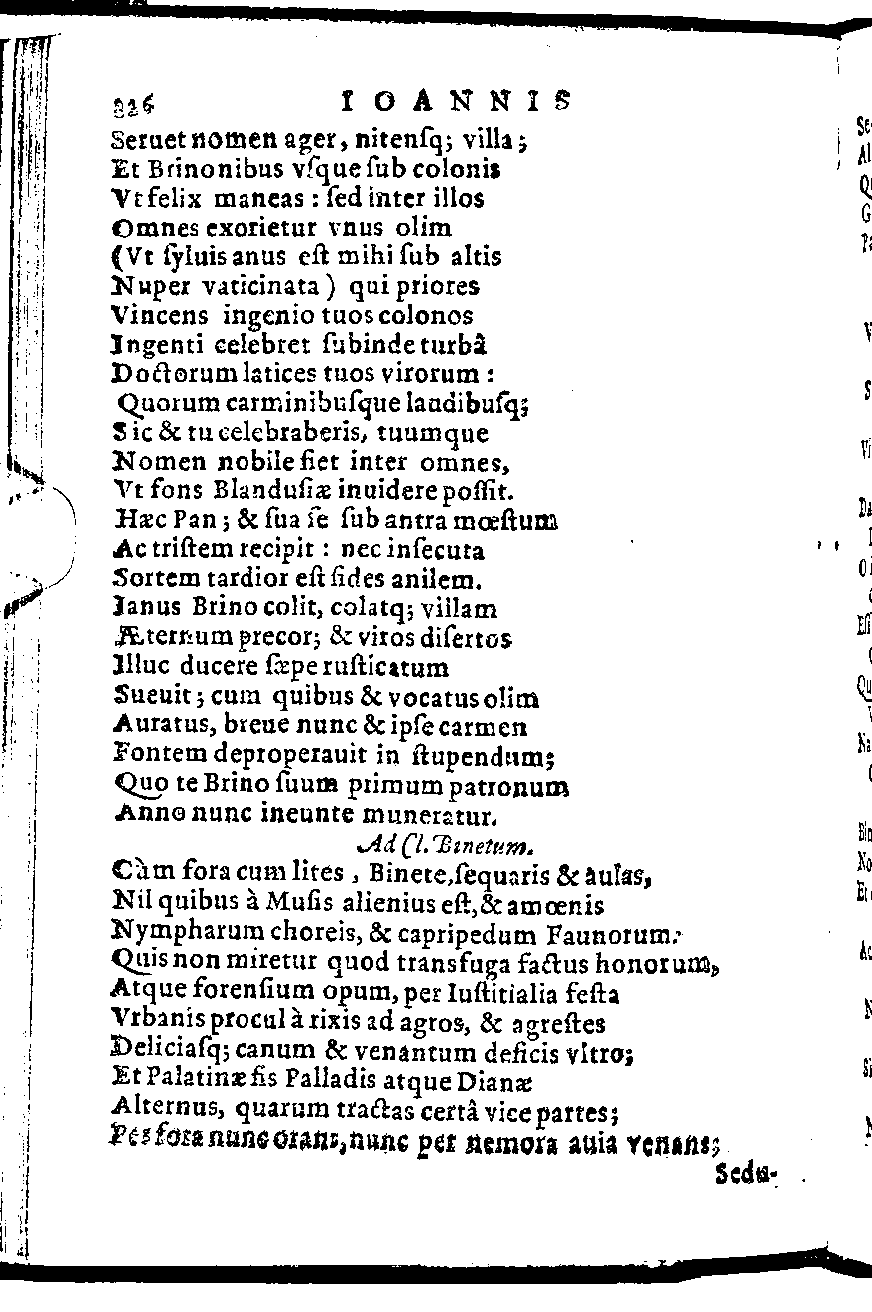 226 IOANNIS
Seruet nomen ager, nitenſq; villa;
Et Brinonibus vſque ſub colonis
Vt felix maneas : ſed inter illos
Omnes exorietur vnus olim
(Vt ſyluis anus eſt mihi ſub altis
Nuper vaticinata) qui priores
Vincens ingenio tuos colonos
Ingenti celebret ſubinde turbâ
Doctorum latices tuos virorum :
Quorum carminibuſque laudibuſq;
Sic & tu celebraberis, tuumque
Nomen nobile fiet inter omnes,
Vt fons Blanduſiæ inuidere poſſit.
Hæc Pan ; & ſua ſe ſub antra mœſtum
Ac triſtem recipit : nec inſecuta
Sortem tardior eſt fides anilem.
Ianus Brino colit, colatq; villam
Æternum precor; & viros diſertos
Illuc ducere ſæpe ruſticatum
Sueuit ; cum quibus & vocatus olim
Auratus, breue nunc & ipſe carmen
Fontem deproperauit in ſtupendum;
Quo te Brino ſuum primum patronum
Anno nunc ineunte muneratur.
Ad Cl. Binetum.
Càm fora cum lites, Binete, ſequaris & aulas,
Nil quibus à Muſis alienius eſt, & amœnis
Nympharum choreis, & capripedum Faunorum:
Quis non miretur quod transfuga factus honorum,
Atque forenſium opum, per Iuſtitialia feſta
Vrbanis procul à rixis ad agros, & agreſtes
Deliciaſq; canum & venantum deficis vltro;
Et Palatinæ fis Palladis atque Dianæ
Alternus, quarum tractas certâ vice partes;
Per fora nunc orans, nunc per nemora auia venans;
Sedu-